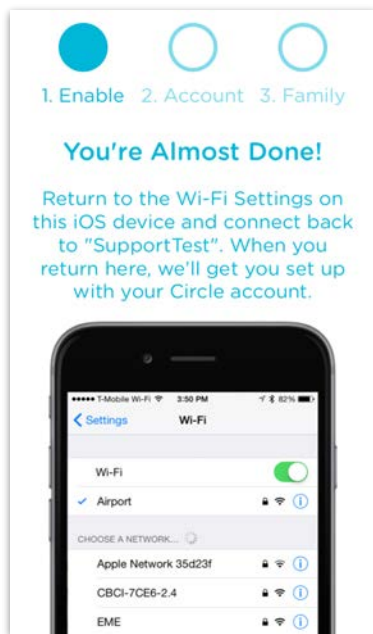 1. Enable 2. Account 3. Family
You're Almost Done!
Return to the Wi-Fi Settings on
this iOS device and connect back
to "SupportTest". When you
return here, we'll get you set up
with your Circle account.
T-Mobile Wi-Fi 3:50 PM 82%
Settings Wi-Fi
Wi-Fi
Airport
CHOOSE A NETWORK...
Apple Network 35d23f
CBCI-7CE6-2.4
EME